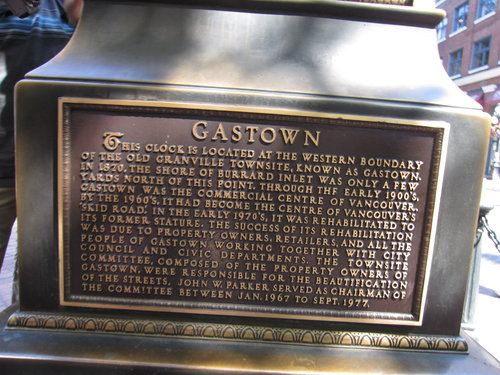 GASTOWN
THIS CLOCK IS LOCATED AT THE WESTERN BOUNDARY
OF THE OLD GRANVILLE TOWNSITE, KNOWN AS GASTOWN.
IN 1870, THE SHORE OF BURRARD INLET WAS ONLY A FEW
YARDS NORTH OF THIS POINT. THROUGH THE EARLY 1900'S,
GASTOWN WAS THE COMMERCIAL CENTRE OF VANCOUVER.
BY THE 1960'S, IT HAD BECOME THE CENTRE OF VANCOUVER'S
'SKID ROAD'. IN THE EARLY 1970'S, IT WAS REHABILITATED TO
ITS FORMER STATURE. THE SUCCESS OF ITS REHABILITATION
WAS DUE TO PROPERTY OWNERS, RETAILERS, AND ALL THE
PEOPLE OF GASTOWN WORKING TOGETHER WITH CITY
COUNCIL AND CIVIC DEPARTMENTS. THE TOWNSITE
COMMITTEE, COMPOSED OF THE PROPERTY OWNERS OF
GASTOWN, WERE RESPONSIBLE FOR THE BEAUTIFICATION
OF THE STREETS, JOHN W. PARKER SERVED AS CHAIRMAN OF
THE COMMITTEE BETWEEN JAN. 1967 TO SEPT. 1977.